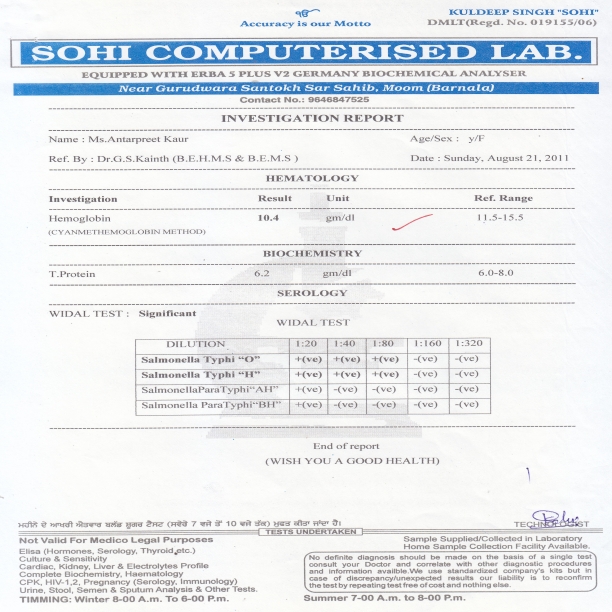 ੴ
Accuracy is our Motto
KULDEEP SINGH "SOHI"
DMLT(Regd. No. 019155/06)
SOHI COMPUTERISED LAB.
EQUIPPED WITH ERBA 5 PLUS V2 GERMANY BIOCHEMICAL ANALYSER
Near Gurudwara Santokh Sar Sahib, Moom (Barnala)
Contact No.: 9646847525
INVESTIGATION REPORT
Name : Ms.Antarpreet Kaur Age/Sex : y/F
Ref. By : Dr.G.S.Kainth (B.E.H.M.S & B.E.M.S ) Date : Sunday, August 21, 2011
HEMATOLOGY
Investigation Result Unit Ref. Range
Hemoglobin 10.4 gm/dl 11.5-15.5
(CYANMETHEMOGLOBIN METHOD)
BIOCHEMISTRY
T.Protein 6.2 gm/dl 6.0-8.0
SEROLOGY
WIDAL TEST : Significant
WIDAL TEST
DILUTION 1:20 1:40 1:80 1:160 1:320
Salmonella Typhi "O" +(ve) +(ve) +(ve) -(ve) -(ve)
Salmonella Typhi "H" +(ve) +(ve) +(ve) -(ve) -(ve)
SalmonellaParaTyphi"AH" +(ve) -(ve) -(ve) -(ve) -(ve)
Salmonella ParaTyphi"BH" +(ve) -(ve) -(ve) -(ve) -(ve)
End of report
(WISH YOU A GOOD HEALTH)
ਮਹੀਨੇ ਦੇ ਆਖਰੀ ਐਤਵਾਰ ਬਲੱਡ ਸ਼ੂਗਰ ਟੈਸਟ (ਸਵੇਰੇ 7 ਵਜੇ ਤੋਂ 10 ਵਜੇ ਤੱਕ) ਮੁਫਤ ਕੀਤਾ ਜਾਂਦਾ ਹੈ।
TECHNOLOGIST
TESTS UNDERTAKEN
Not Valid For Medico Legal Purposes
Elisa (Hormones, Serology, Thyroid,etc.)
Culture & Sensitivity
Cardiac, Kidney, Liver & Electrolytes Profile
Complete Biochemistry, Haematology
CPK, HIV-1,2, Pregnancy (Serology, Immunology)
Urine, Stool, Semen & Sputum Analysis & Other Tests.
TIMMING: Winter 8-00 A.m. To 6-00 P.m.
Sample Supplied/Collected in Laboratory
Home Sample Collection Facility Available.
No definite diagnosis should be made on the basis of a single test
consult your Doctor and correlate with other diagnostic procedures
and information availble.We use standardized company's kits but in
case of discrepancy/unexpected results our liability is to reconfirm
the test by repeating test free of cost and nothing else.
Summer 7-00 A.m. to 8-00 P.m.